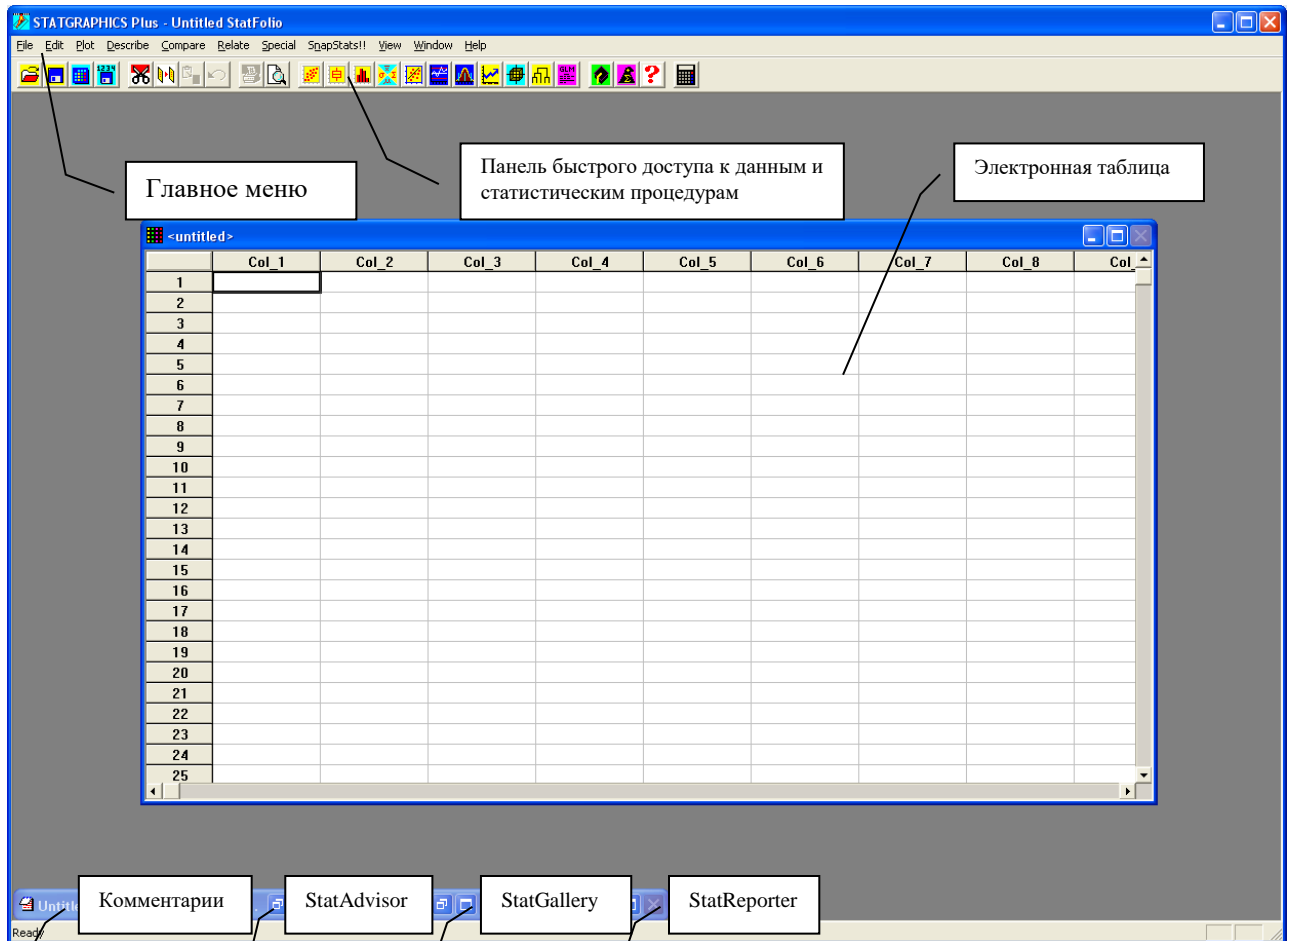 STATGRAPHICS Plus - Untitled StatFolio
File Edit Plot Describe Compare Relate Special SnapStats!! View Window Help
Главное меню
Панель быстрого доступа к данным и
статистическим процедурам
Электронная таблица
<untitled>
Col_1 Col_2 Col_3 Col_4 Col_5 Col_6 Col_7 Col_8 Col_
1
2
3
4
5
6
7
8
9
10
11
12
13
14
15
16
17
18
19
20
21
22
23
24
25
Untitle
Комментарии
StatAdvisor
StatGallery
StatReporter
Ready